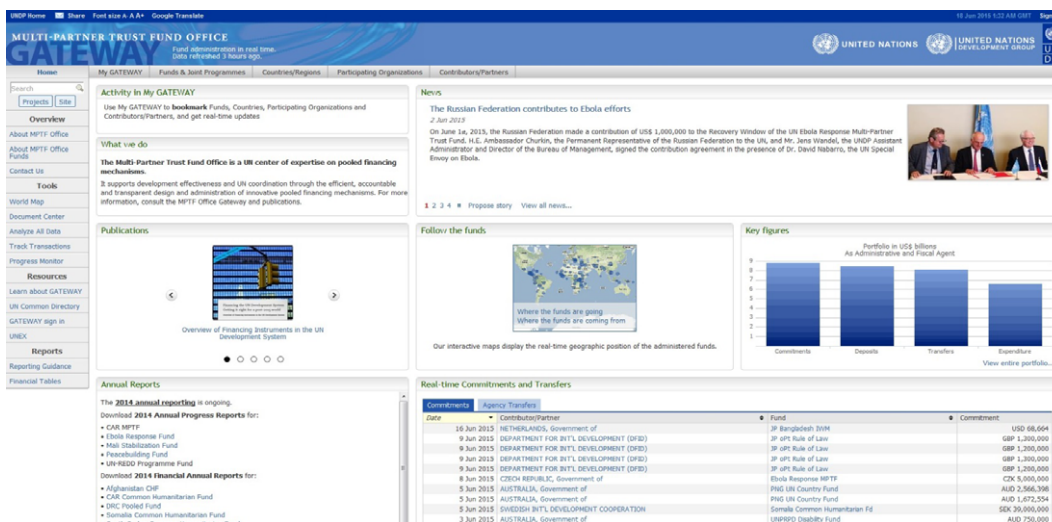 UNDP Home Share Font size A- A A+ Google Translate
18 Jun 2015 1:22 AM GMT Sign
MULTI-PARTNER TRUST FUND OFFICE
GATEWAY
Fund administration in real time.
Data refreshed 3 hours ago.
UNITED NATIONS
UNITED NATIONS
DEVELOPMENT GROUP
Home
My GATEWAY Funds & Joint Programmes Countries/Regions Participating Organizations Contributors/Partners
Search
Projects Site
Overview
About MPTF Office
About MPTF Office
Funds
Contact Us
Tools
World Map
Document Center
Analyze All Data
Track Transactions
Progress Monitor
Resources
Learn about GATEWAY
UN Common Directory
GATEWAY sign in
UNEX
Reports
Reporting Guidance
Financial Tables
Activity in My GATEWAY
Use My GATEWAY to bookmark Funds, Countries, Participating Organizations and
Contributors/Partners, and get real-time updates
What we do
The Multi-Partner Trust Fund Office is a UN center of expertise on pooled financing
mechanisms.
It supports development effectiveness and UN coordination through the efficient, accountable
and transparent design and administration of innovative pooled financing mechanisms. For more
information, consult the MPTF Office Gateway and publications.
News
The Russian Federation contributes to Ebola efforts
2 Jun 2015
On June 1a, 2015, the Russian Federation made a contribution of US$ 1,000,000 to the Recovery Window of the UN Ebola Response Multi-Partner
Trust Fund. H.E. Ambassador Churkin, the Permanent Representative of the Russian Federation to the UN, and Mr. Jens Wandel, the UNDP Assistant
Administrator and Director of the Bureau of Management, signed the contribution agreement in the presence of Dr. David Nabarro, the UN Special
Envoy on Ebola.
1 2 3 4 Propose story View all news...
Publications
Overview of Financing Instruments in the UN
Development System
Follow the funds
Where the funds are going
Where the funds are coming from
Our interactive maps display the real-time geographic position of the administered funds.
Key figures
Portfolio in US$ billions
As Administrative and Fiscal Agent
9
8
7
6
5
4
3
2
1
Commitments Deposits Transfers Expenditure
View entire portfolio...
Annual Reports
The 2014 annual reporting is ongoing.
Download 2014 Annual Progress Reports for:
• CAR MPTF
• Ebola Response Fund
• Mali Stabilization Fund
• Peacebuilding Fund
• UN-REDD Programme Fund
Download 2014 Financial Annual Reports for:
• Afghanistan CHF
• CAR Common Humanitarian Fund
• DRC Pooled Fund
• Somalia Common Humanitarian Fund
Real-time Commitments and Transfers
Commitments Agency Transfers
Date Contributor/Partner Fund Commitment
16 Jun 2015 NETHERLANDS, Government of JP Bangladesh IWM USD 68,664
9 Jun 2015 DEPARTMENT FOR INT'L DEVELOPMENT (DFID) JP oPt Rule of Law GBP 1,300,000
9 Jun 2015 DEPARTMENT FOR INT'L DEVELOPMENT (DFID) JP oPt Rule of Law GBP 1,200,000
9 Jun 2015 DEPARTMENT FOR INT'L DEVELOPMENT (DFID) JP oPt Rule of Law GBP 1,300,000
9 Jun 2015 DEPARTMENT FOR INT'L DEVELOPMENT (DFID) JP oPt Rule of Law GBP 1,200,000
8 Jun 2015 CZECH REPUBLIC, Government of Ebola Response MPTF CZK 5,000,000
5 Jun 2015 AUSTRALIA, Government of PNG UN Country Fund AUD 2,566,398
5 Jun 2015 AUSTRALIA, Government of PNG UN Country Fund AUD 1,672,554
5 Jun 2015 SWEDISH INT'L DEVELOPMENT COOPERATION Somalia Common Humanitarian Fd SEK 39,000,000
3 Jun 2015 AUSTRALIA, Government of UNPRPD Disability Fund AUD 750,000